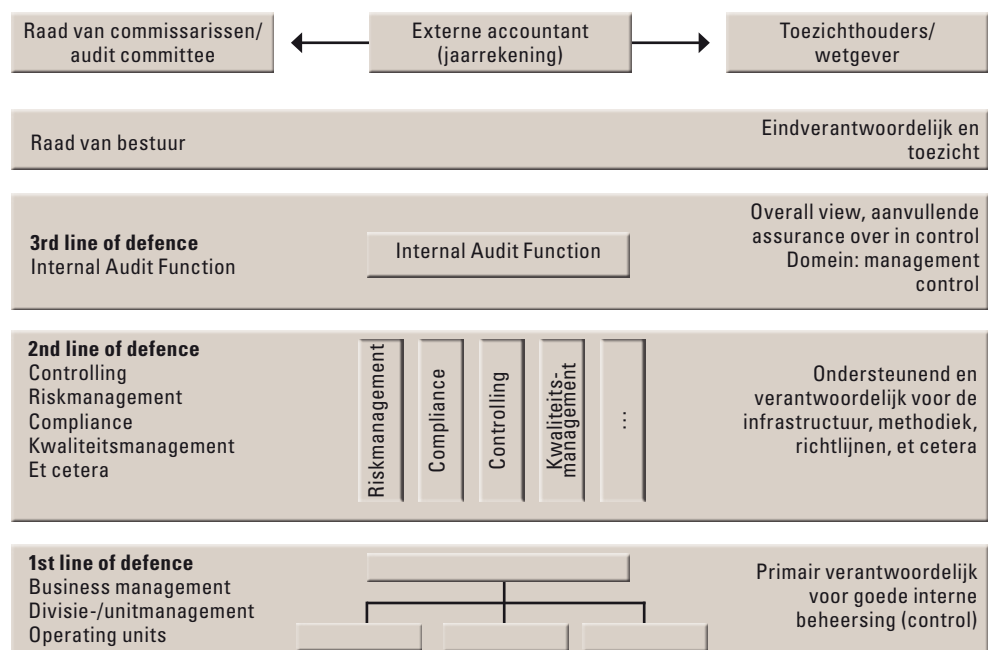 Raad van commissarissen/
audit committee
Externe accountant
(jaarrekening)
Toezichthouders/
wetgever
Raad van bestuur
Eindverantwoordelijk en
toezicht
3rd line of defence
Internal Audit Function
Internal Audit Function
Overall view, aanvullende
assurance over in control
Domein: management
control
2nd line of defence
Controlling
Riskmanagement
Compliance
Kwaliteitsmanagement
Et cetera
Riskmanagement
Compliance
Controlling
Kwaliteits-
management
...
Ondersteunend en
verantwoordelijk voor de
infrastructuur, methodiek,
richtlijnen, et cetera
1st line of defence
Business management
Divisie-/unitmanagement
Operating units
Primair verantwoordelijk
voor goede interne
beheersing (control)